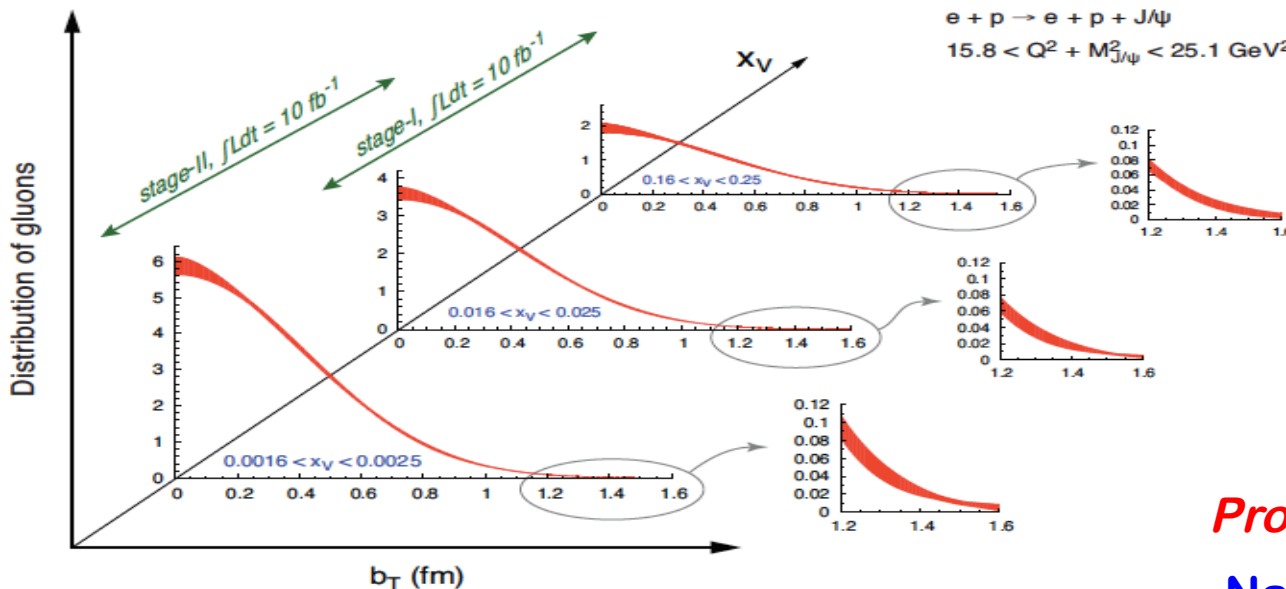 e + p → e + p + J/ψ
15.8 < Q² + M²J/ψ < 25.1 GeV²
stage-II, ∫Ldt = 10 fb⁻¹
stage-I, ∫Ldt = 10 fb⁻¹
xV
Distribution of gluons
2
1
0
0.16 < xV < 0.25
0 0.2 0.4 0.6 0.8 1 1.2 1.4 1.6
0.12
0.1
0.08
0.06
0.04
0.02
0
1.2 1.4 1.6
4
3
2
1
0
0.016 < xV < 0.025
0 0.2 0.4 0.6 0.8 1 1.2 1.4 1.6
0.12
0.1
0.08
0.06
0.04
0.02
0
1.2 1.4 1.6
6
5
4
3
2
1
0
0.0016 < xV < 0.0025
0 0.2 0.4 0.6 0.8 1 1.2 1.4 1.6
0.12
0.1
0.08
0.06
0.04
0.02
0
1.2 1.4 1.6
bT (fm)
Pro